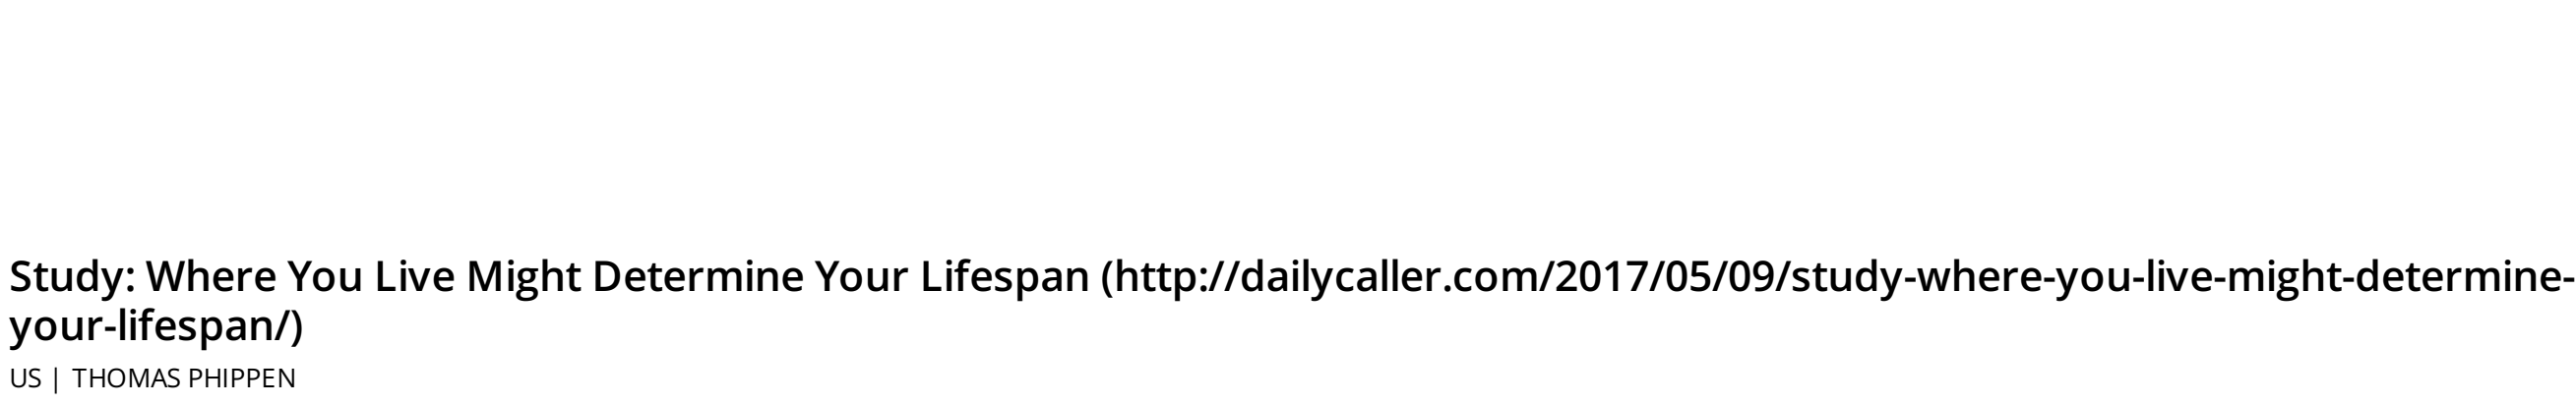 Study: Where You Live Might Determine Your Lifespan (http://dailycaller.com/2017/05/09/study-where-you-live-might-determine-
your-lifespan/)
US | THOMAS PHIPPEN